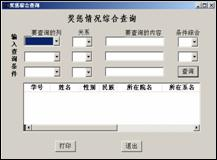 奖惩综合查询
奖惩情况综合查询
要查询的列 关系 要查询的内容 条件综合
输入查询条件
查询
学号 姓名 性别 民族 所在院名 所在系名
打印 退出